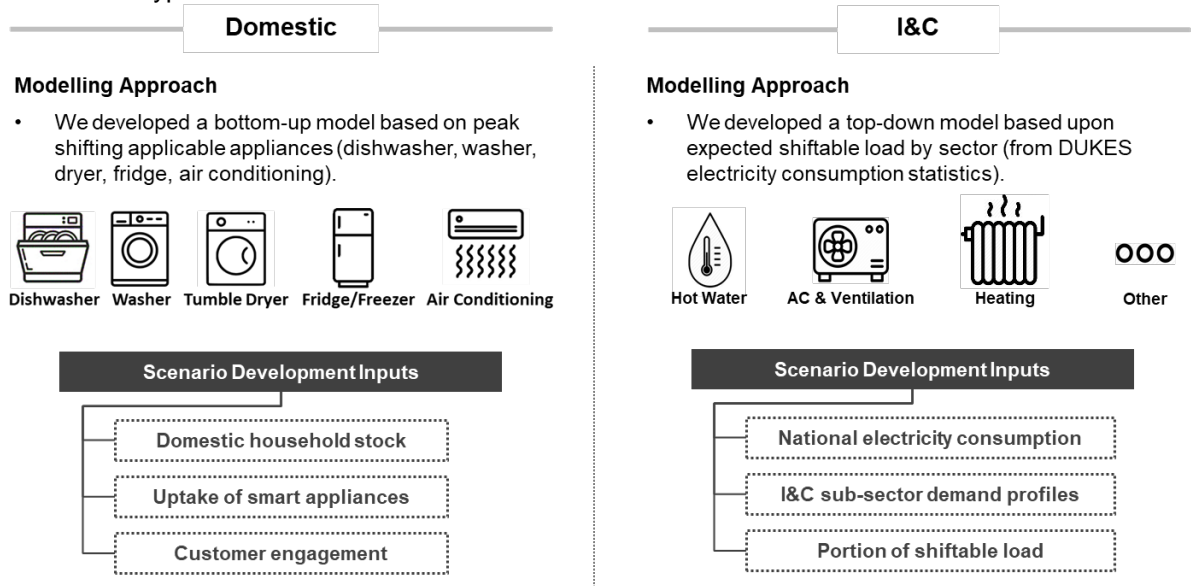 Domestic
Modelling Approach
• We developed a bottom-up model based on peak
shifting applicable appliances (dishwasher, washer,
dryer, fridge, air conditioning).
Dishwasher Washer Tumble Dryer Fridge/Freezer Air Conditioning
Scenario Development Inputs
Domestic household stock
Uptake of smart appliances
Customer engagement
I&C
Modelling Approach
• We developed a top-down model based upon
expected shiftable load by sector (from DUKES
electricity consumption statistics).
Hot Water AC & Ventilation Heating Other
Scenario Development Inputs
National electricity consumption
I&C sub-sector demand profiles
Portion of shiftable load